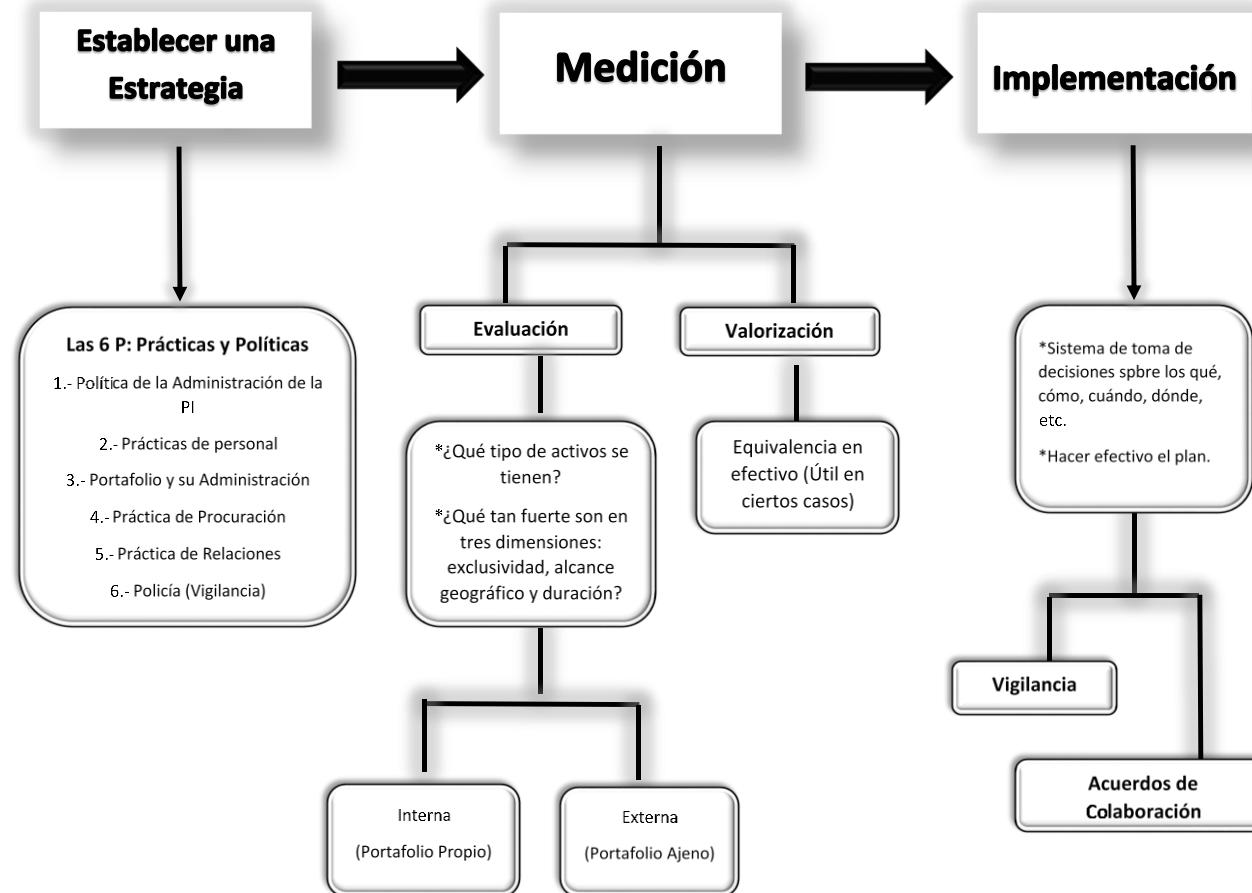 Establecer una
Estrategia
Medición
Implementación
Las 6 P: Prácticas y Políticas
1.- Política de la Administración de la
PI
2.- Prácticas de personal
3.- Portafolio y su Administración
4.- Práctica de Procuración
5.- Práctica de Relaciones
6.- Policía (Vigilancia)
Evaluación
*¿Qué tipo de activos se
tienen?
*¿Qué tan fuerte son en
tres dimensiones:
exclusividad, alcance
geográfico y duración?
Interna
(Portafolio Propio)
Externa
(Portafolio Ajeno)
Valorización
Equivalencia en
efectivo (Útil en
ciertos casos)
*Sistema de toma de
decisiones spbre los qué,
cómo, cuándo, dónde,
etc.
*Hacer efectivo el plan.
Vigilancia
Acuerdos de
Colaboración